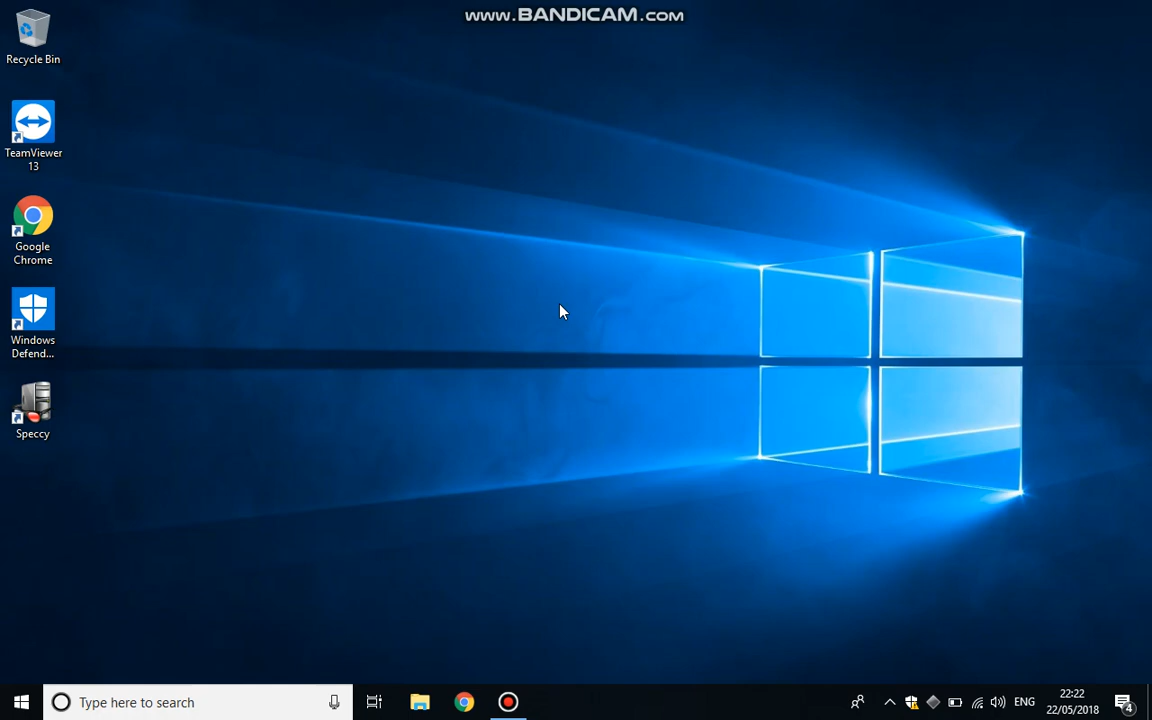 www.BANDICAM.com
Recycle Bin
TeamViewer
13
Google
Chrome
Windows
Defend...
Speccy
Type here to search
ENG
22:22
22/05/2018
4